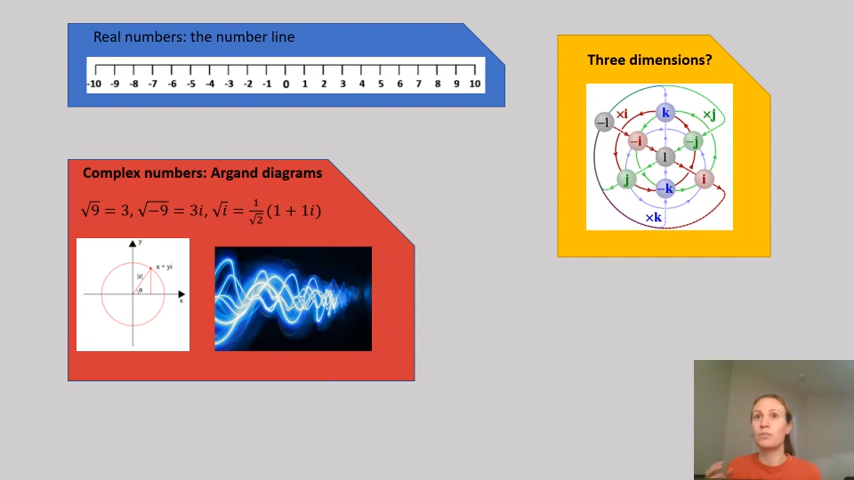 Real numbers: the number line
-10 -9 -8 -7 -6 -5 -4 -3 -2 -1 0 1 2 3 4 5 6 7 8 9 10
Complex numbers: Argand diagrams
√9 = 3, √−9 = 3i, √i = 1/√2 (1 + 1i)
y
x + yi
|z|
θ
x
Three dimensions?
−1 ×i k ×j
−i −j
1
j i
−k
×k